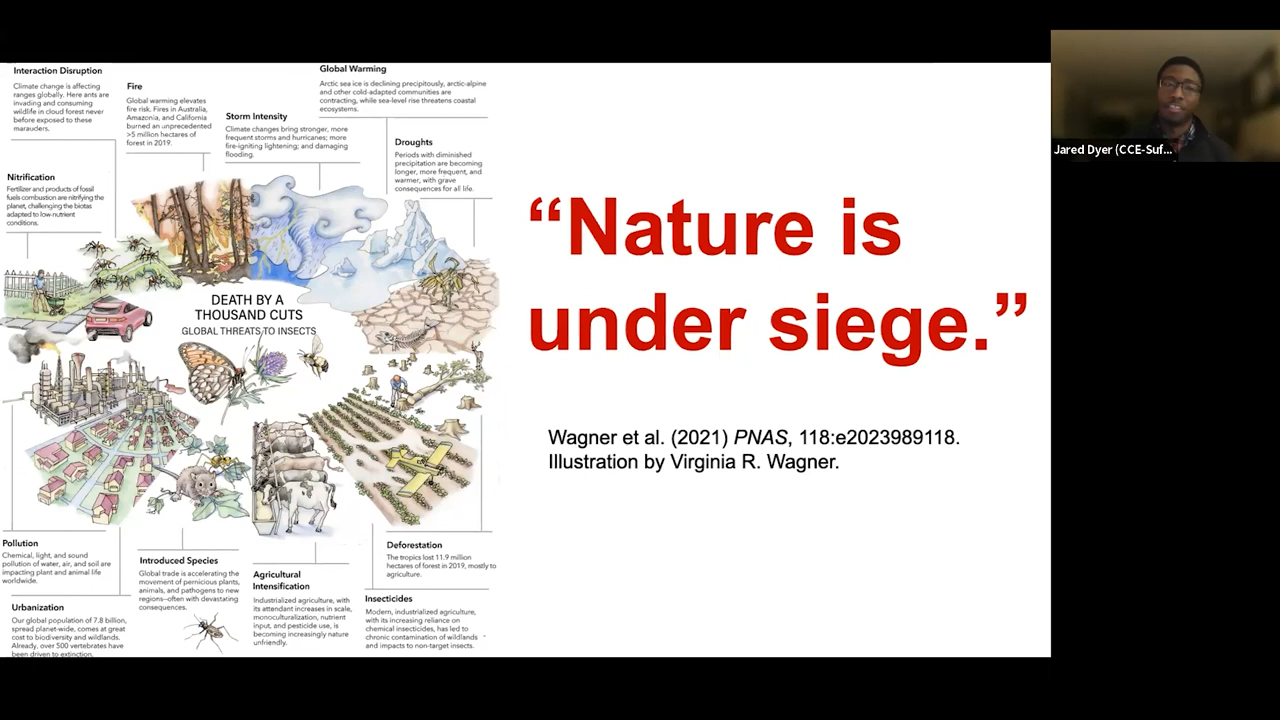 Interaction Disruption
Climate change is affecting
ranges globally. Here ants are
invading and consuming
wildlife in cloud forest never
before exposed to these
marauders.
Fire
Global warming elevates
fire risk. Fires in Australia,
Amazonia, and California
burned an unprecedented
>5 million hectares of
forest in 2019.
Storm Intensity
Climate changes bring stronger, more
frequent storms and hurricanes; more
fire-igniting lightening; and damaging
flooding.
Global Warming
Arctic sea ice is declining precipitously, arctic-alpine
and other cold-adapted communities are
contracting, while sea-level rise threatens coastal
ecosystems.
Droughts
Periods with diminished
precipitation are becoming
longer, more frequent, and
warmer, with grave
consequences for all life.
Nitrification
Fertilizer and products of fossil
fuels combustion are nitrifying the
planet, challenging the biotas
adapted to low-nutrient
conditions.
DEATH BY A
THOUSAND CUTS
GLOBAL THREATS TO INSECTS
Pollution
Chemical, light, and sound
pollution of water, air, and soil are
impacting plant and animal life
worldwide.
Urbanization
Our global population of 7.8 billion,
spread planet-wide, comes at great
cost to biodiversity and wildlands.
Already, over 500 vertebrates have
been driven to extinction.
Introduced Species
Global trade is accelerating the
movement of pernicious plants,
animals, and pathogens to new
regions—often with devastating
consequences.
Agricultural
Intensification
Industrialized agriculture, with
its attendant increases in scale,
monoculturalization, nutrient
input, and pesticide use, is
becoming increasingly nature
unfriendly.
Deforestation
The tropics lost 11.9 million
hectares of forest in 2019, mostly to
agriculture.
Insecticides
Modern, industrialized agriculture,
with its increasing reliance on
chemical insecticides, has led to
chronic contamination of wildlands
and impacts to non-target insects.
“Nature is
under siege.”
Wagner et al. (2021) PNAS, 118:e2023989118.
Illustration by Virginia R. Wagner.
Jared Dyer (CCE-Suf...